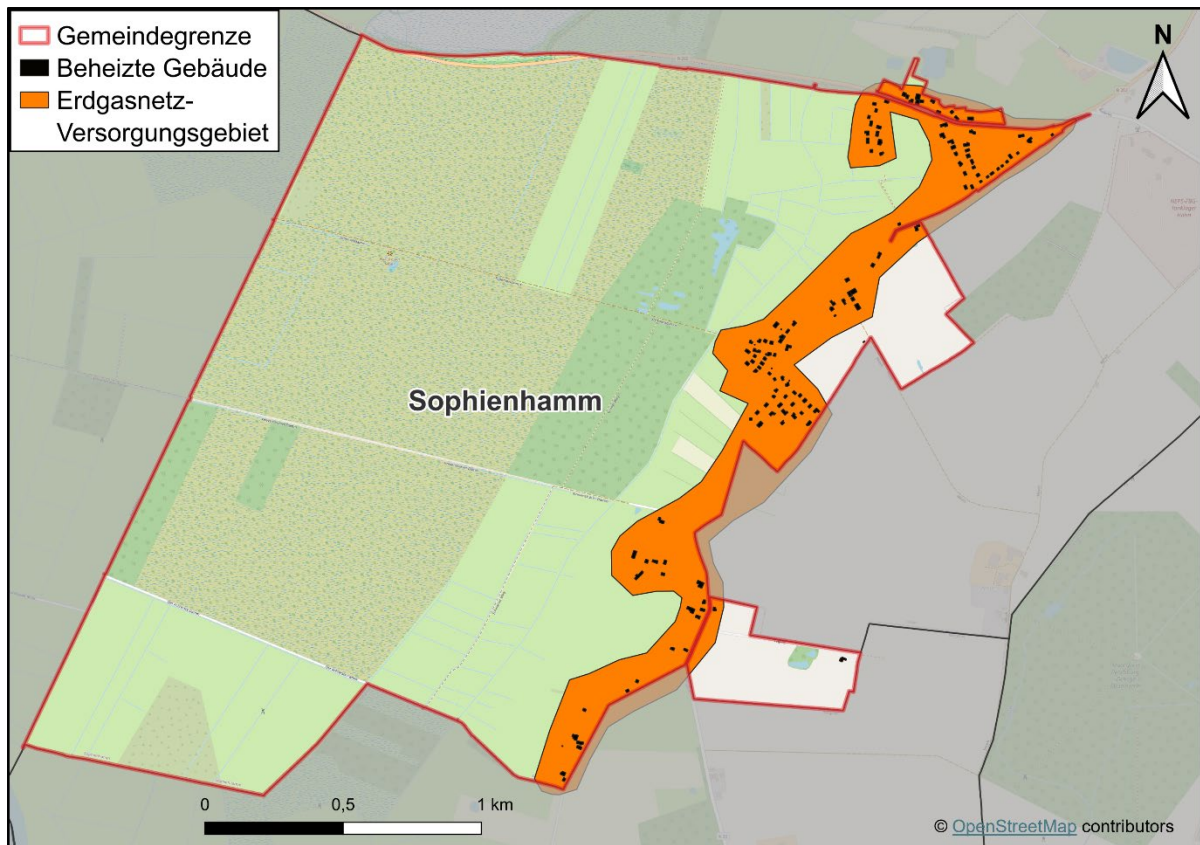 Gemeindegrenze
Beheizte Gebäude
Erdgasnetz-
Versorgungsgebiet
N
Sophienhamm
0 0,5 1 km
© OpenStreetMap contributors